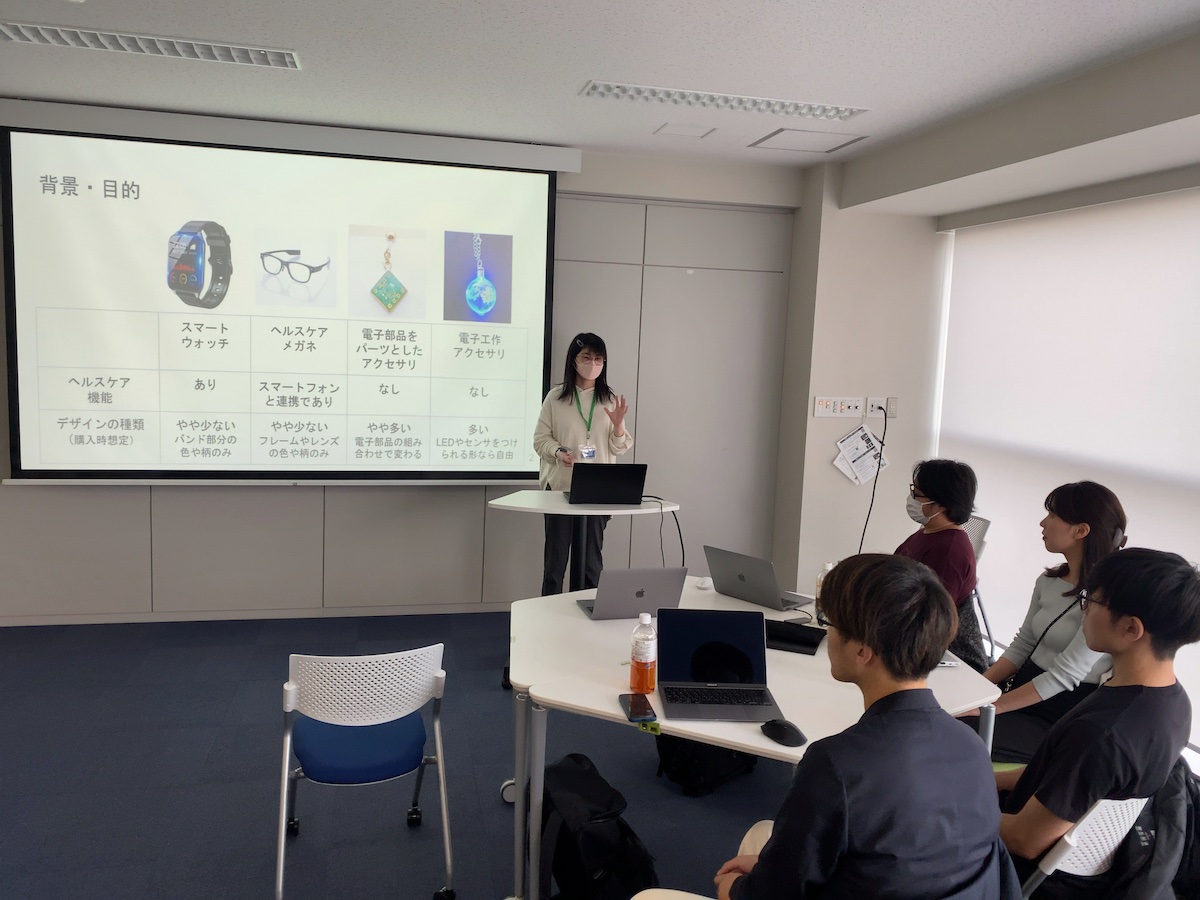 背景・目的
スマート
ウォッチ
ヘルスケア
メガネ
電子部品を
パーツとした
アクセサリ
電子工作
アクセサリ
ヘルスケア
機能
あり
スマートフォン
と連携であり
なし
なし
デザインの種類
（購入時想定）
やや少ない
バンド部分の
色や柄のみ
やや少ない
フレームやレンズ
の色や柄のみ
やや多い
電子部品の組み
合わせで変わる
多い
LEDやセンサをつけ
られる形なら自由
2